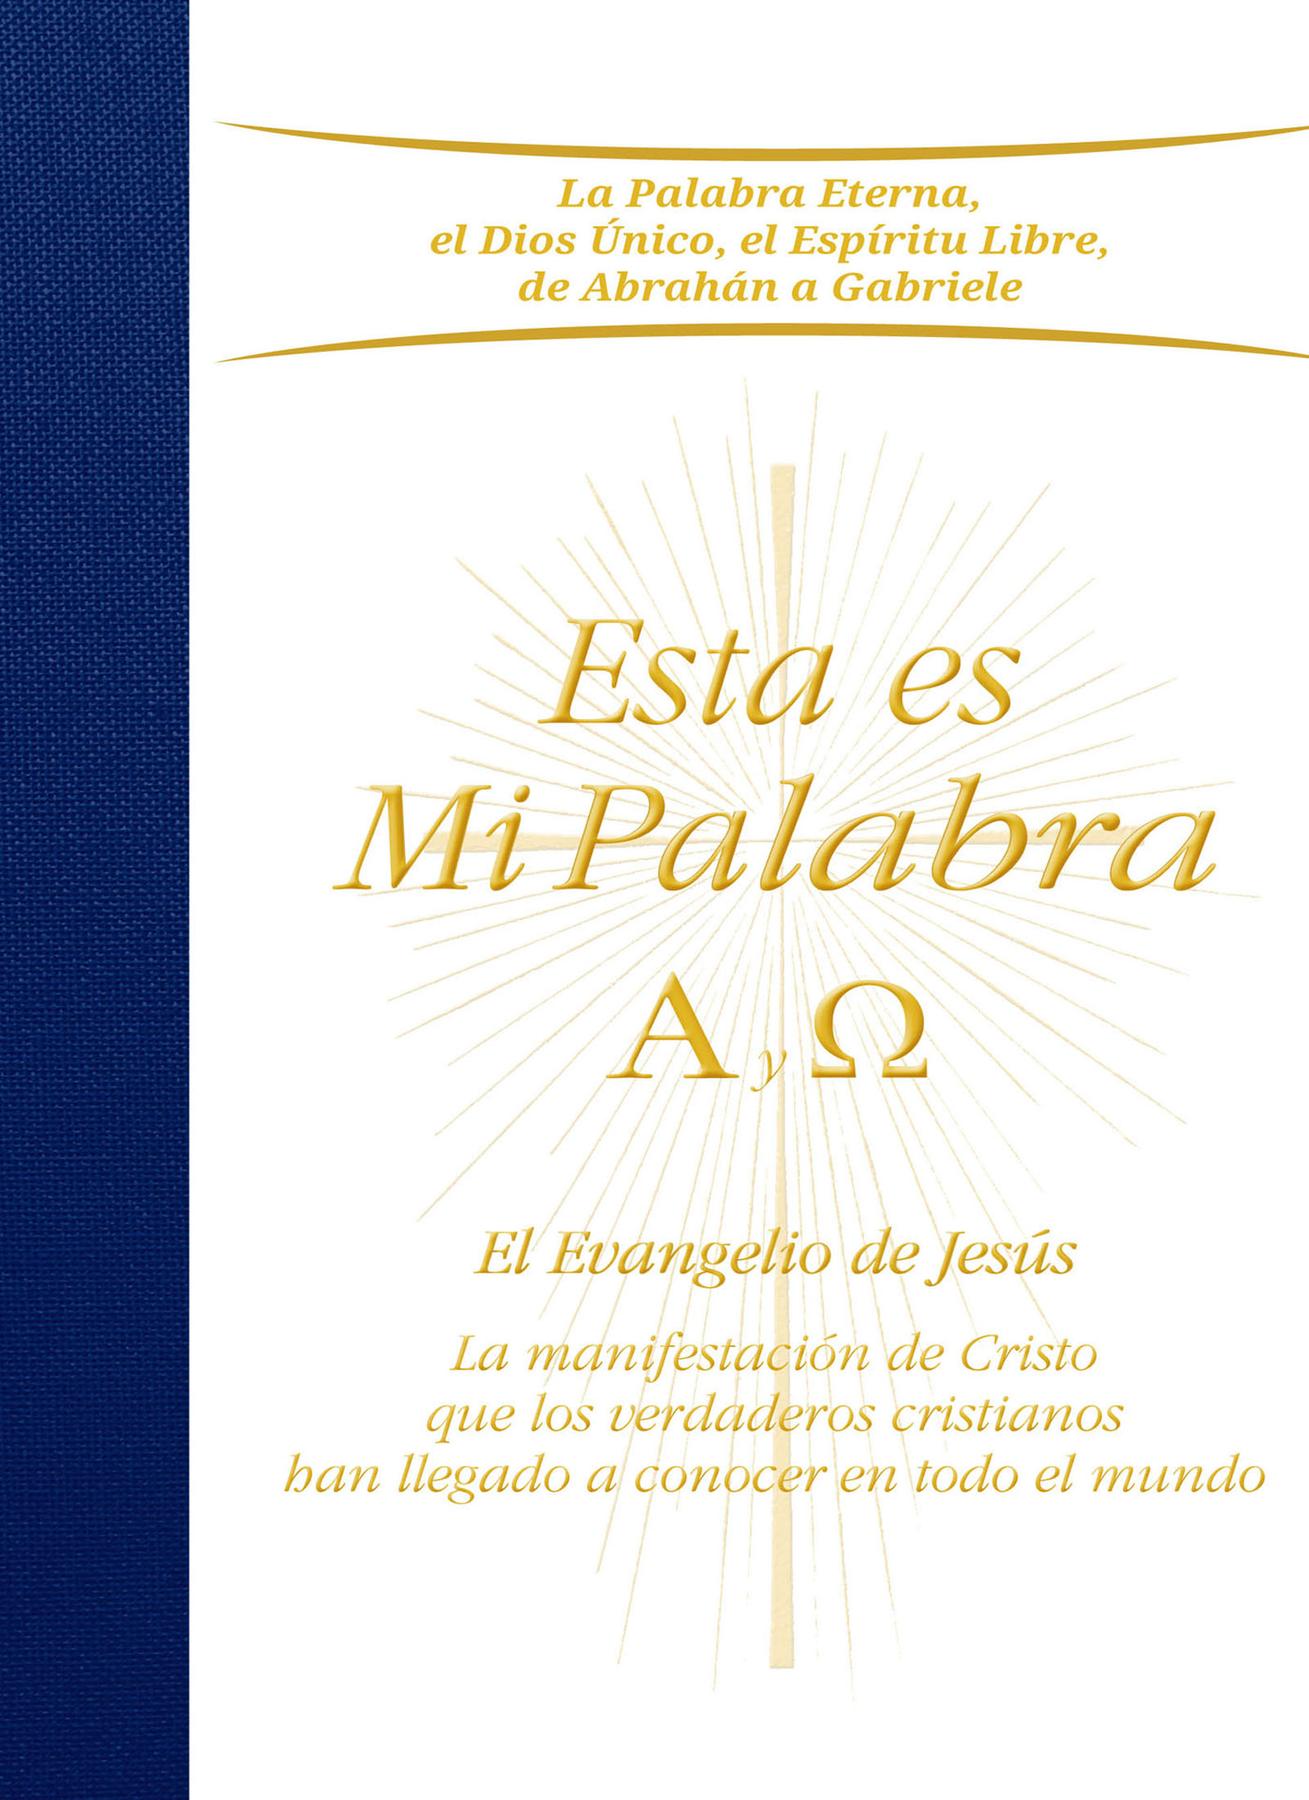 La Palabra Eterna,
el Dios Único, el Espíritu Libre,
de Abrahán a Gabriele
Esta es
Mi Palabra
Α y Ω
El Evangelio de Jesús
La manifestación de Cristo
que los verdaderos cristianos
han llegado a conocer en todo el mundo